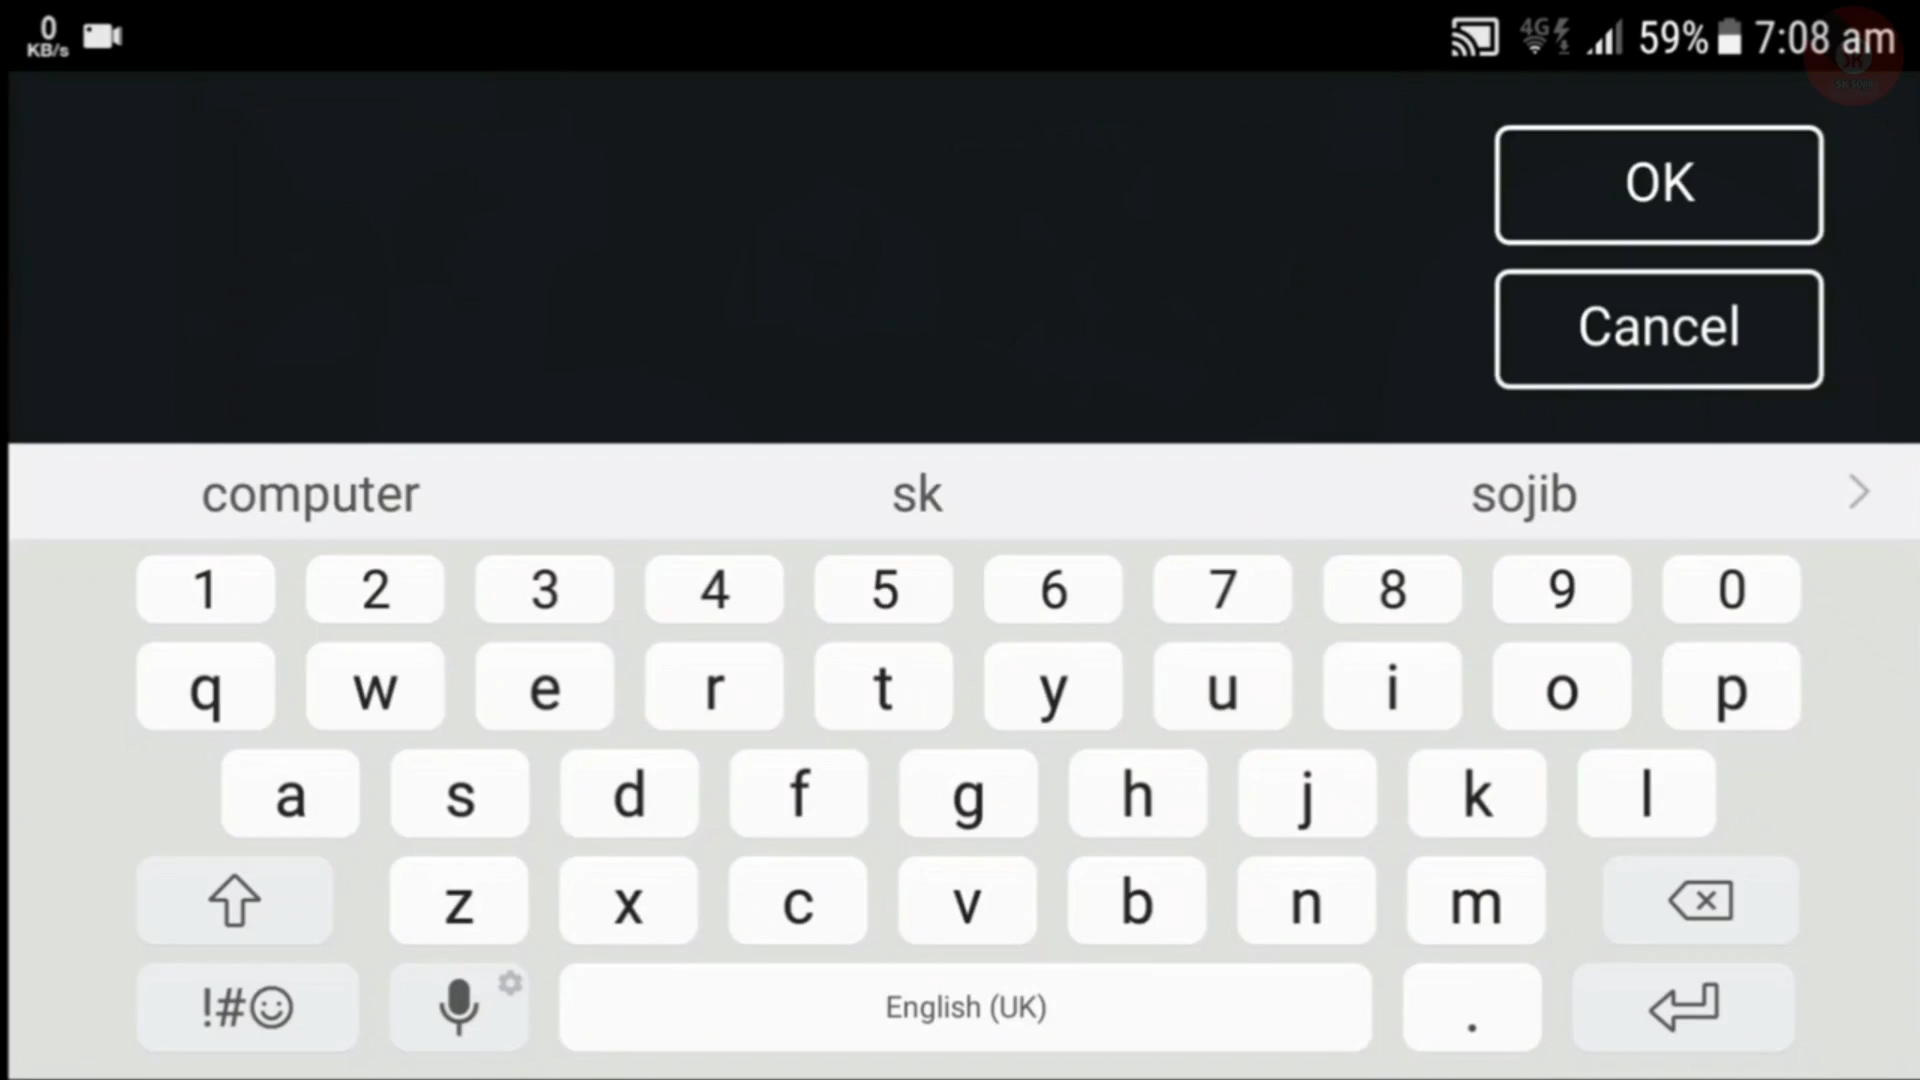 0
KB/s
4G 59% 7:08 am
SK
OK
Cancel
computer sk sojib
1 2 3 4 5 6 7 8 9 0
q w e r t y u i o p
a s d f g h j k l
z x c v b n m
!#☺ English (UK) .